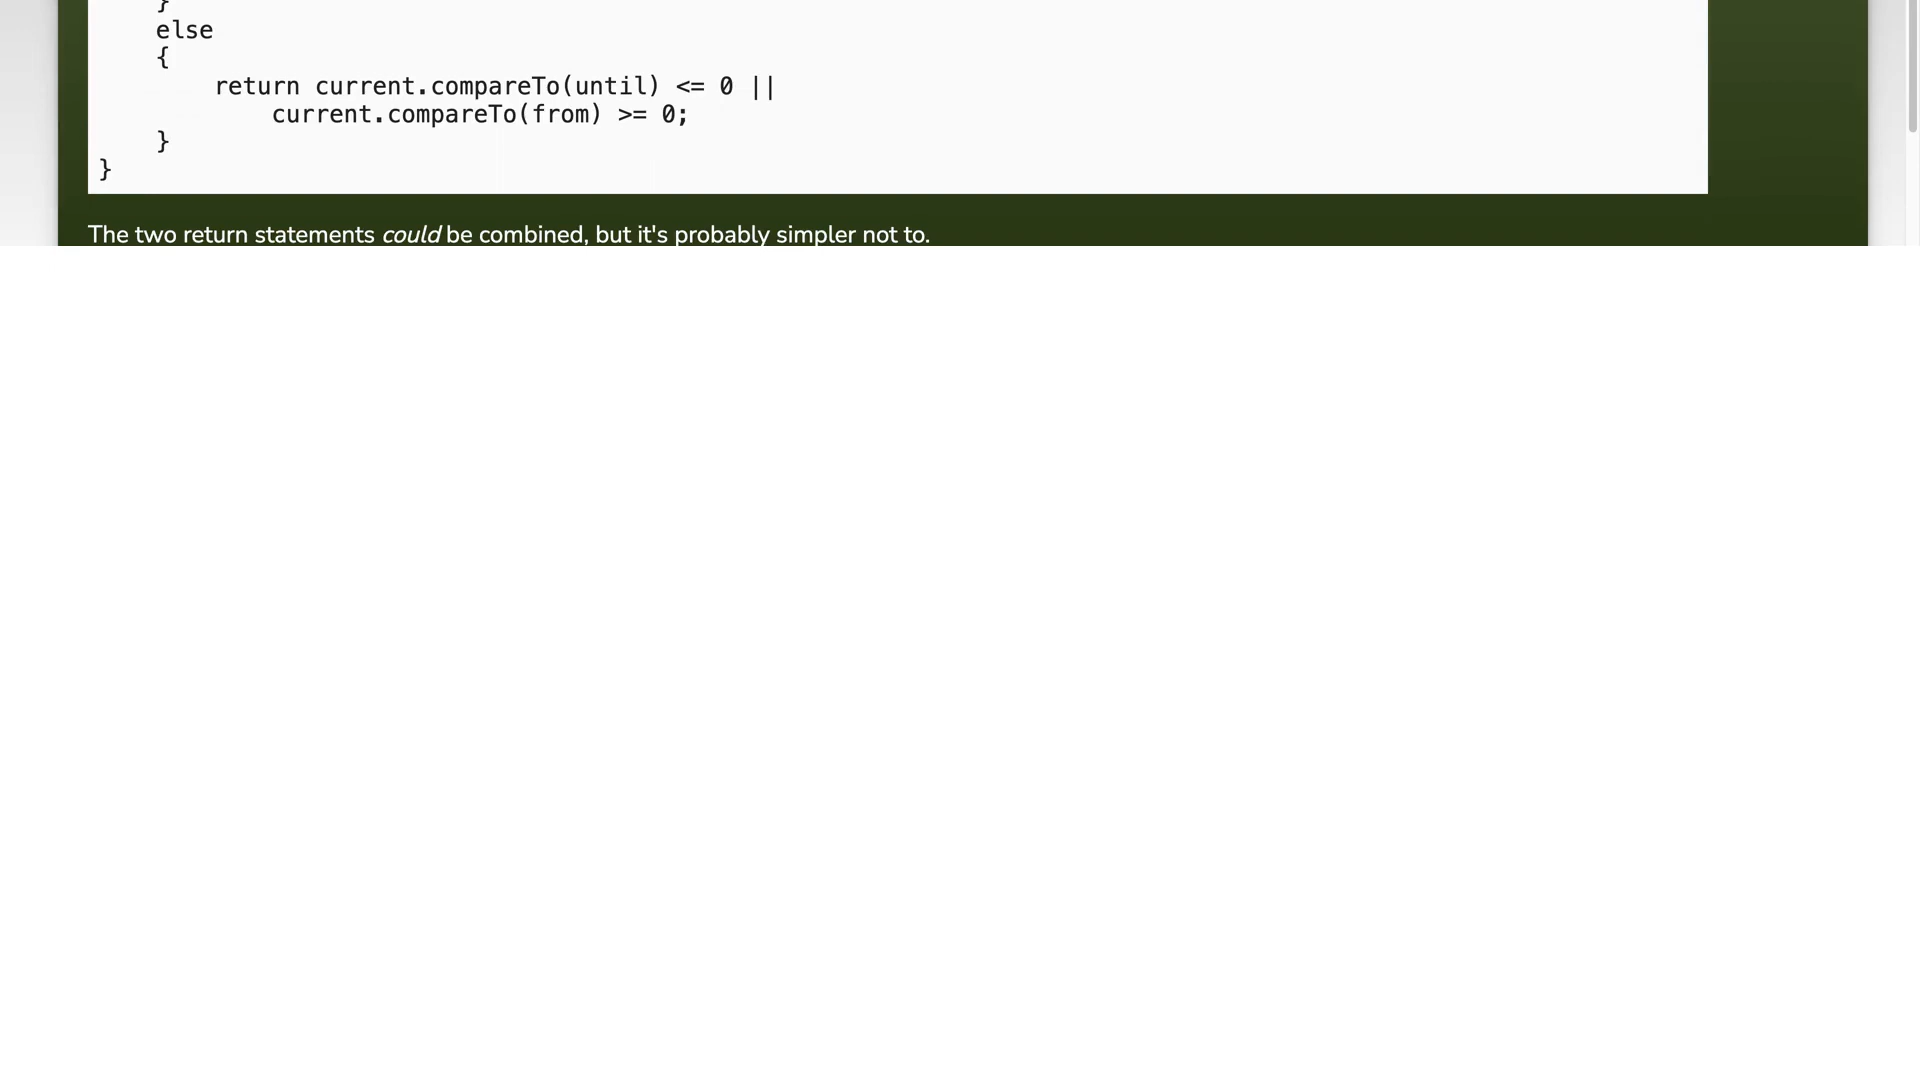 }
else
{
return current.compareTo(until) <= 0 ||
current.compareTo(from) >= 0;
}
}
The two return statements could be combined, but it's probably simpler not to.